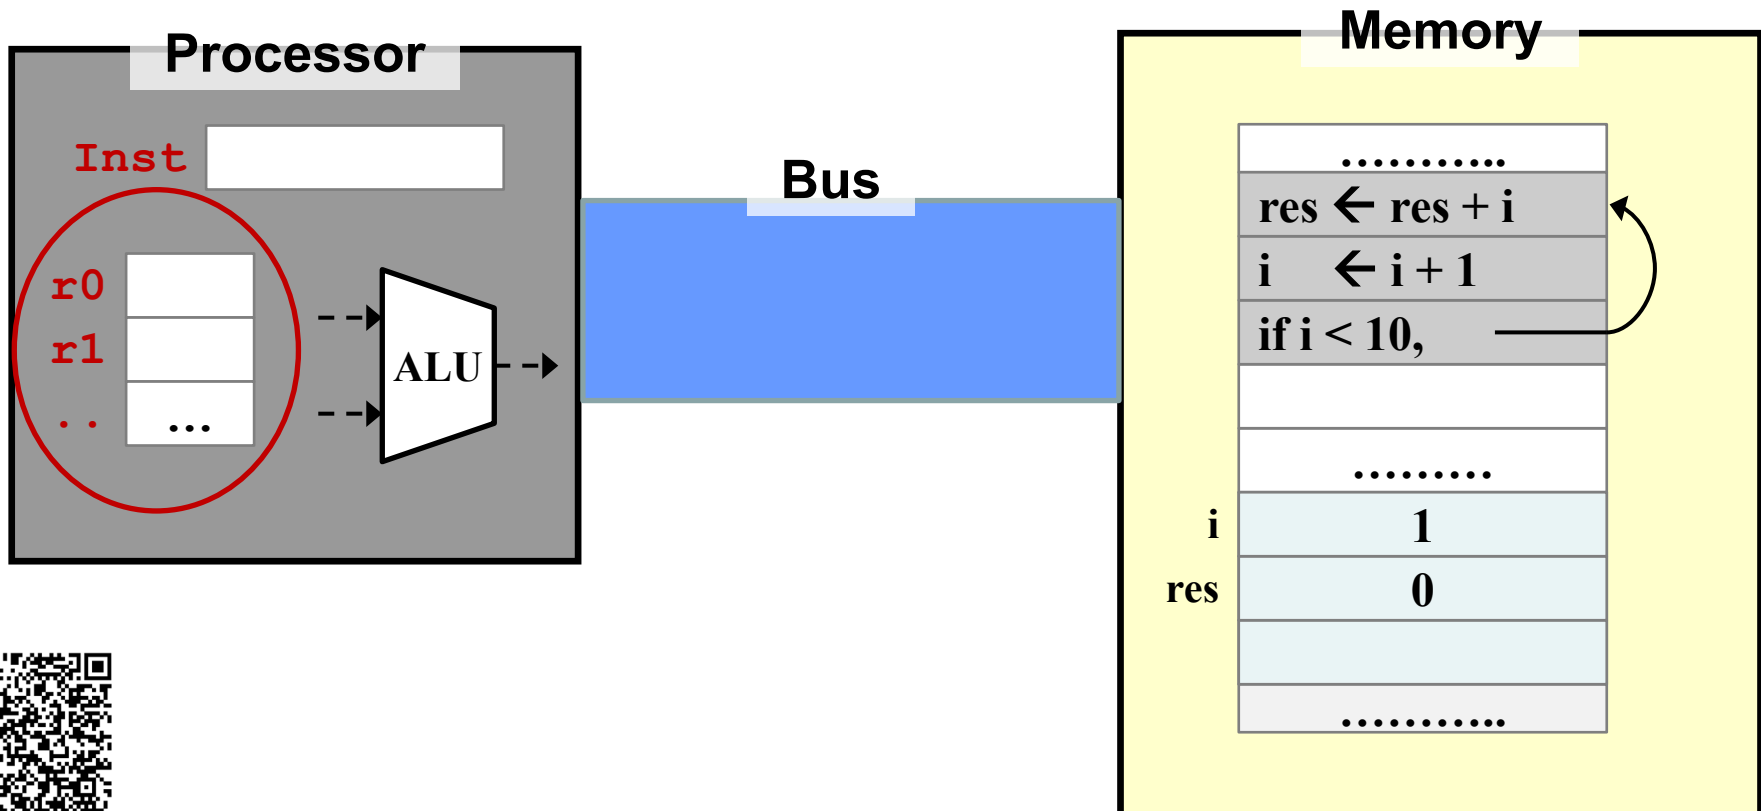 Processor
Inst
r0
r1
.. ...
ALU
Bus
Memory
………..
res ← res + i
i ← i + 1
if i < 10,
………
i 1
res 0
………..